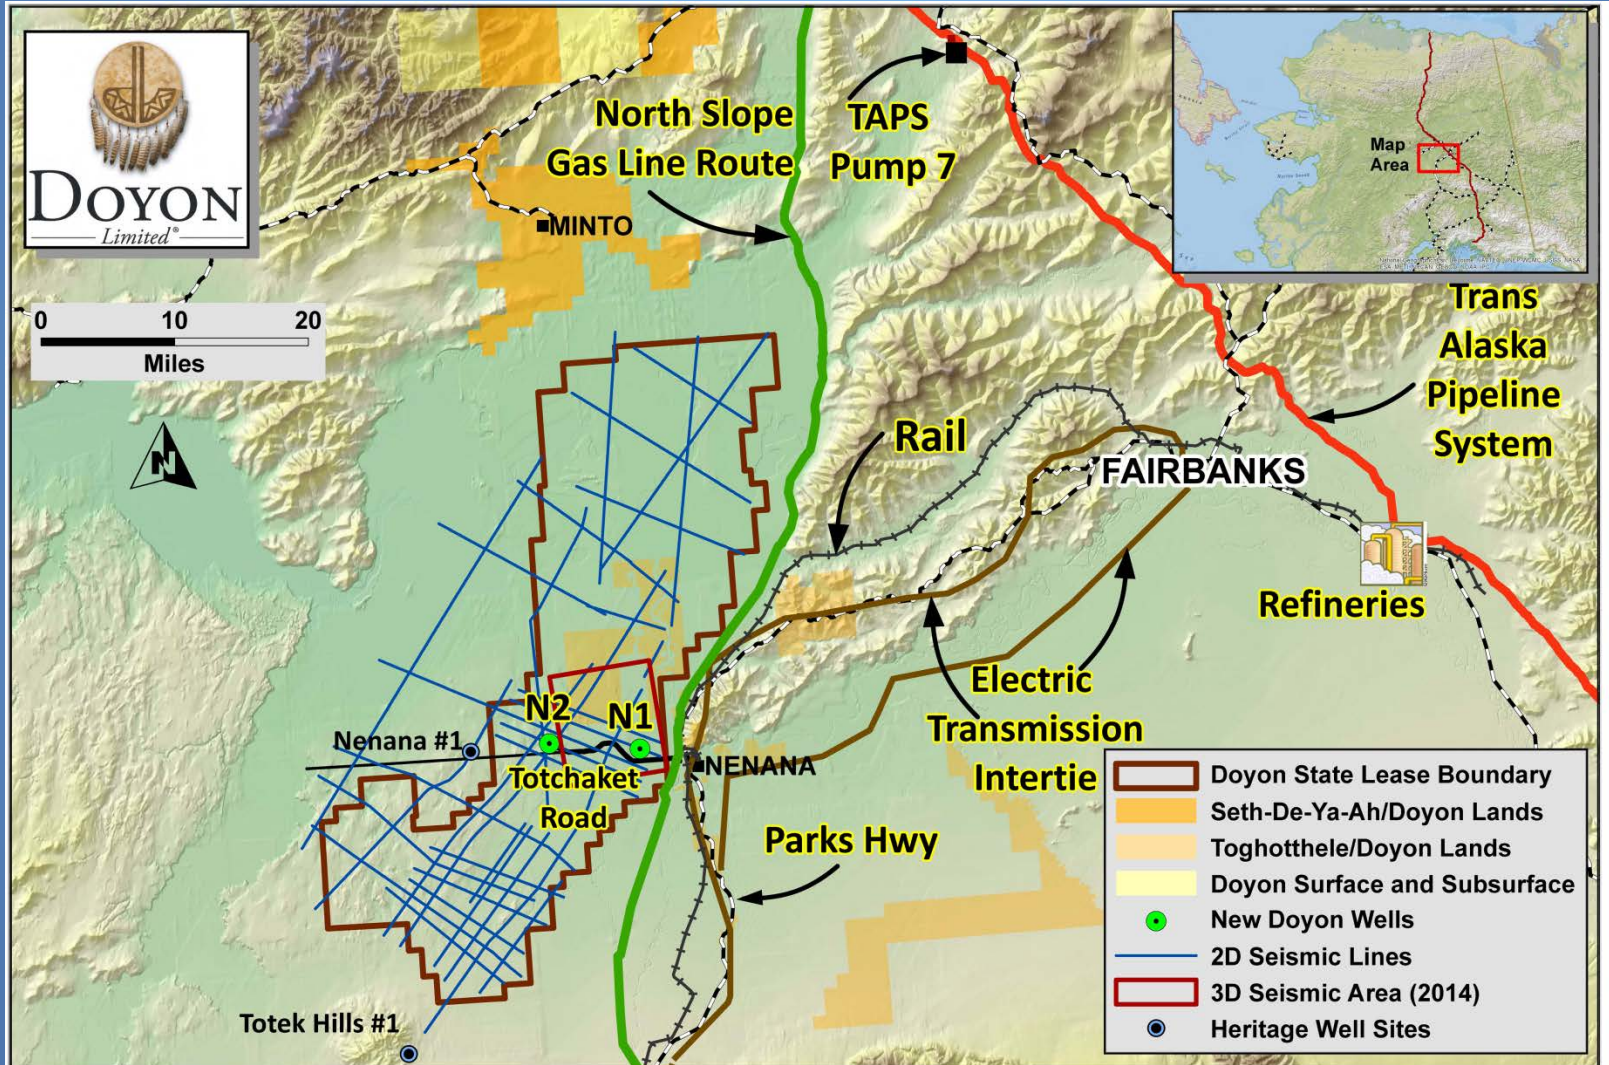 DOYON
Limited®
0 10 20
Miles
N
North Slope
Gas Line Route
TAPS
Pump 7
MINTO
Map
Area
Trans
Alaska
Pipeline
System
Rail
FAIRBANKS
Refineries
Electric
Transmission
Intertie
N2
N1
Nenana #1
Totchaket
Road
NENANA
Parks Hwy
Totek Hills #1
Doyon State Lease Boundary
Seth-De-Ya-Ah/Doyon Lands
Toghotthele/Doyon Lands
Doyon Surface and Subsurface
New Doyon Wells
2D Seismic Lines
3D Seismic Area (2014)
Heritage Well Sites